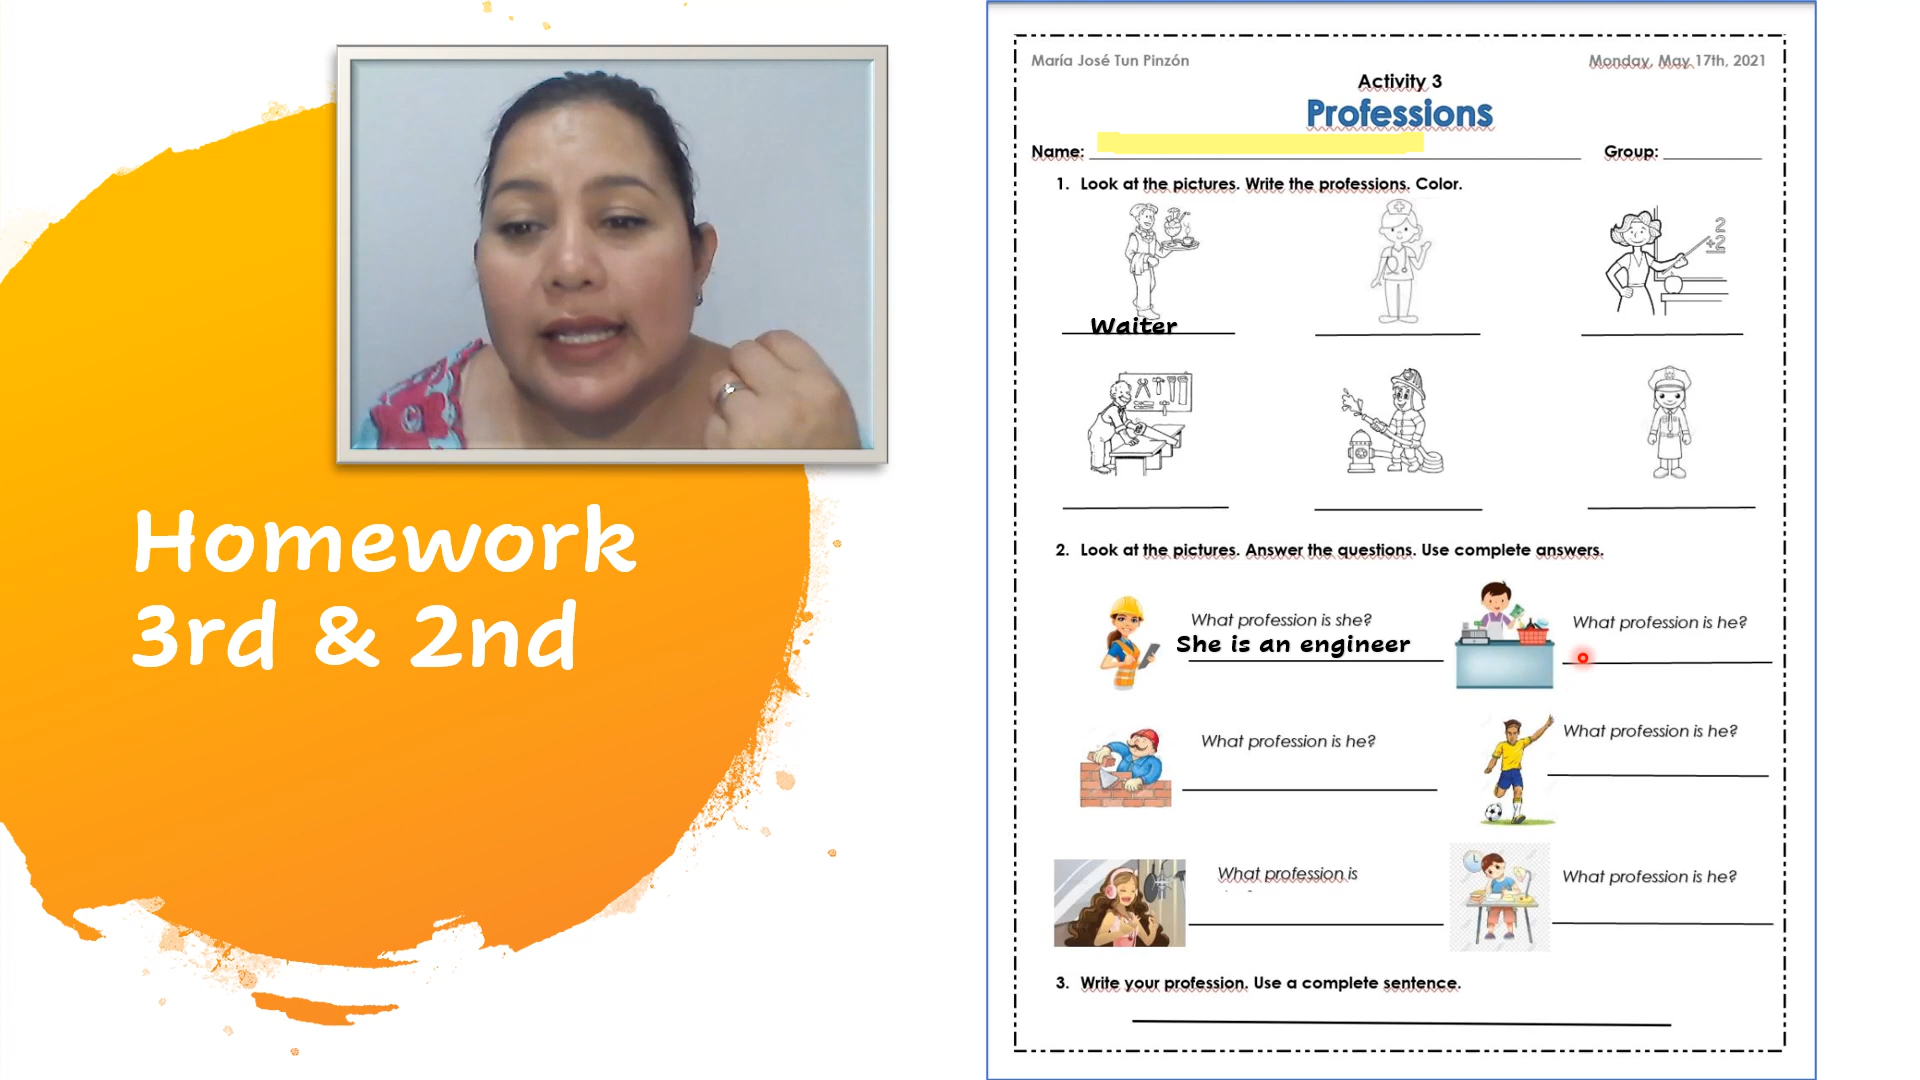 Homework
3rd & 2nd
María José Tun Pinzón
Monday, May 17th, 2021
Activity 3
Professions
Name:
Group:
1. Look at the pictures. Write the professions. Color.
2
+2
Waiter
2. Look at the pictures. Answer the questions. Use complete answers.
What profession is she?
She is an engineer
What profession is he?
What profession is he?
What profession is he?
What profession is
What profession is he?
3. Write your profession. Use a complete sentence.